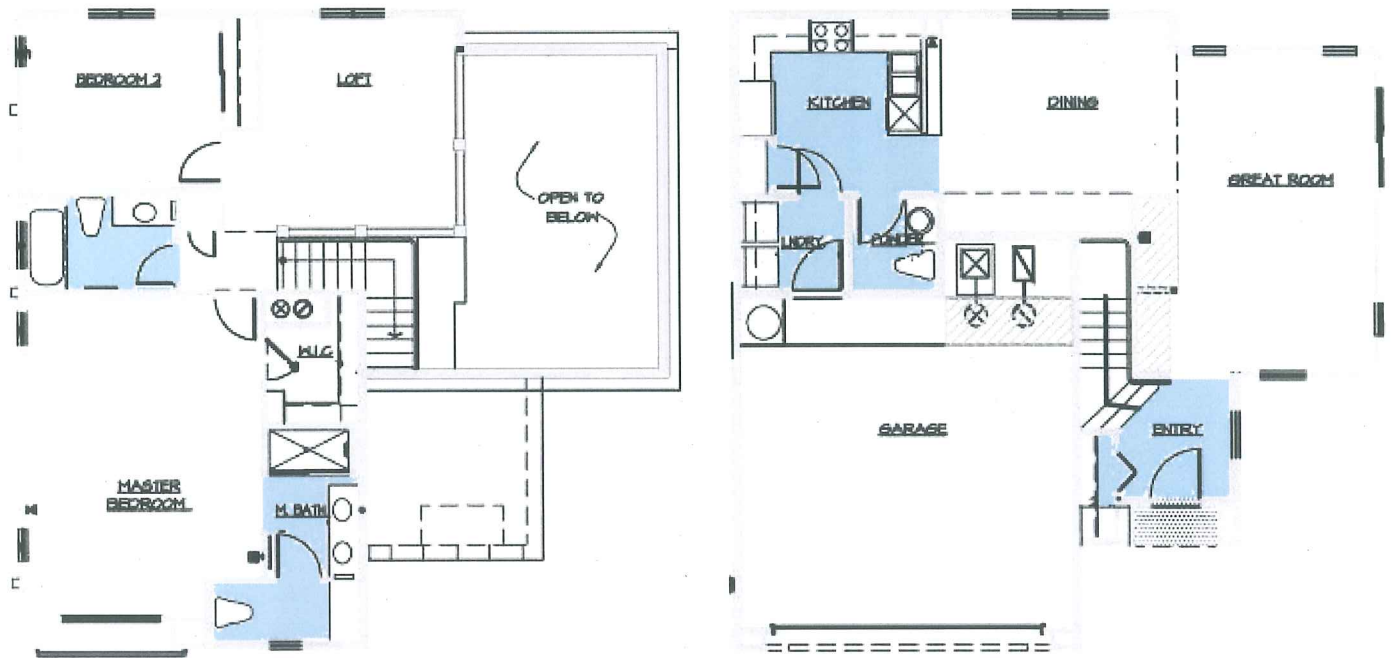 BEDROOM 2
LOFT
OPEN TO
BELOW
W.I.C
MASTER
BEDROOM
M. BATH
KITCHEN
DINING
GREAT ROOM
LNDRY
POWDER
GARAGE
ENTRY